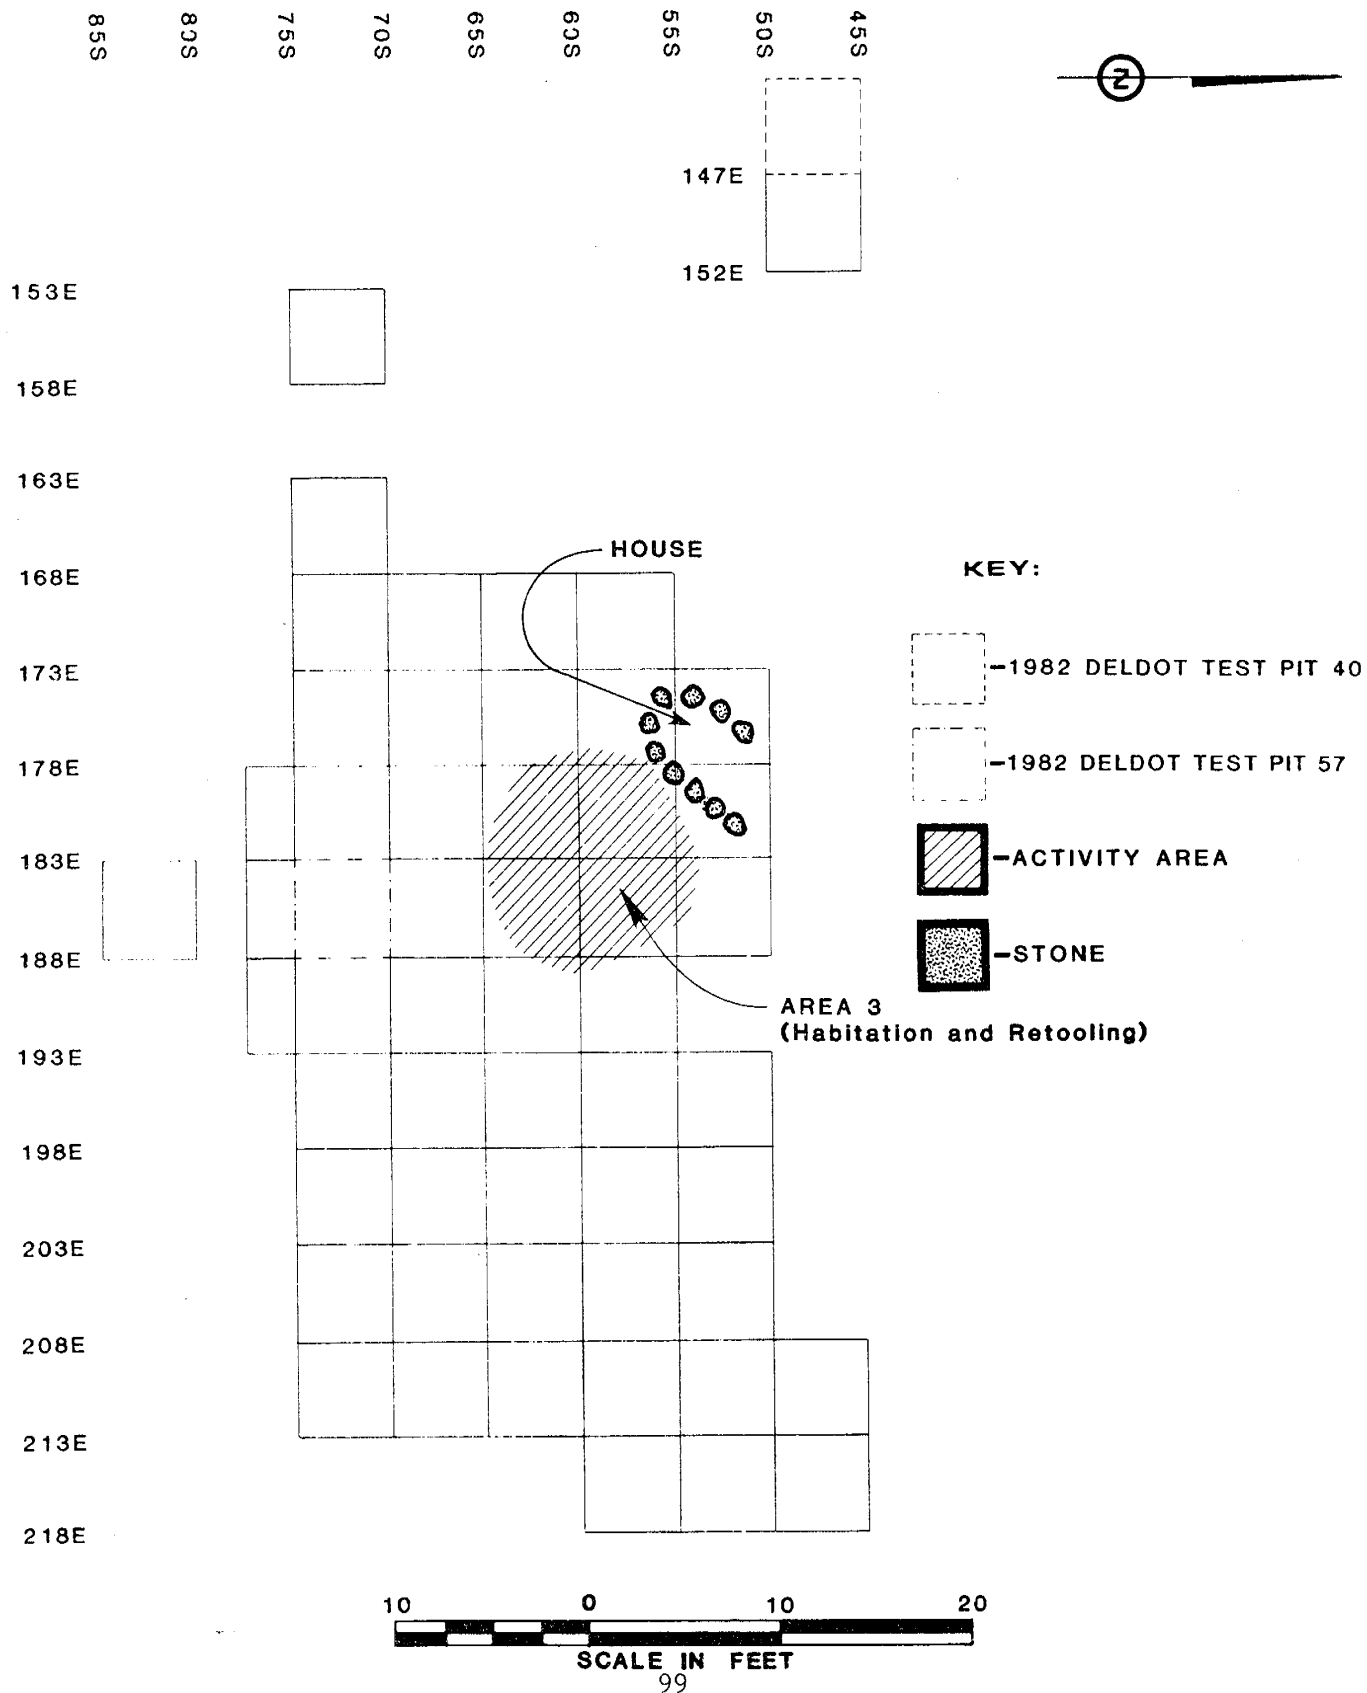 85S 80S 75S 70S 65S 60S 55S 50S 45S
N
147E
152E
153E
158E
163E
HOUSE
168E
KEY:
173E
-1982 DELDOT TEST PIT 40
178E
-1982 DELDOT TEST PIT 57
183E
-ACTIVITY AREA
188E
-STONE
AREA 3
(Habitation and Retooling)
193E
198E
203E
208E
213E
218E
10 0 10 20
SCALE IN FEET
99